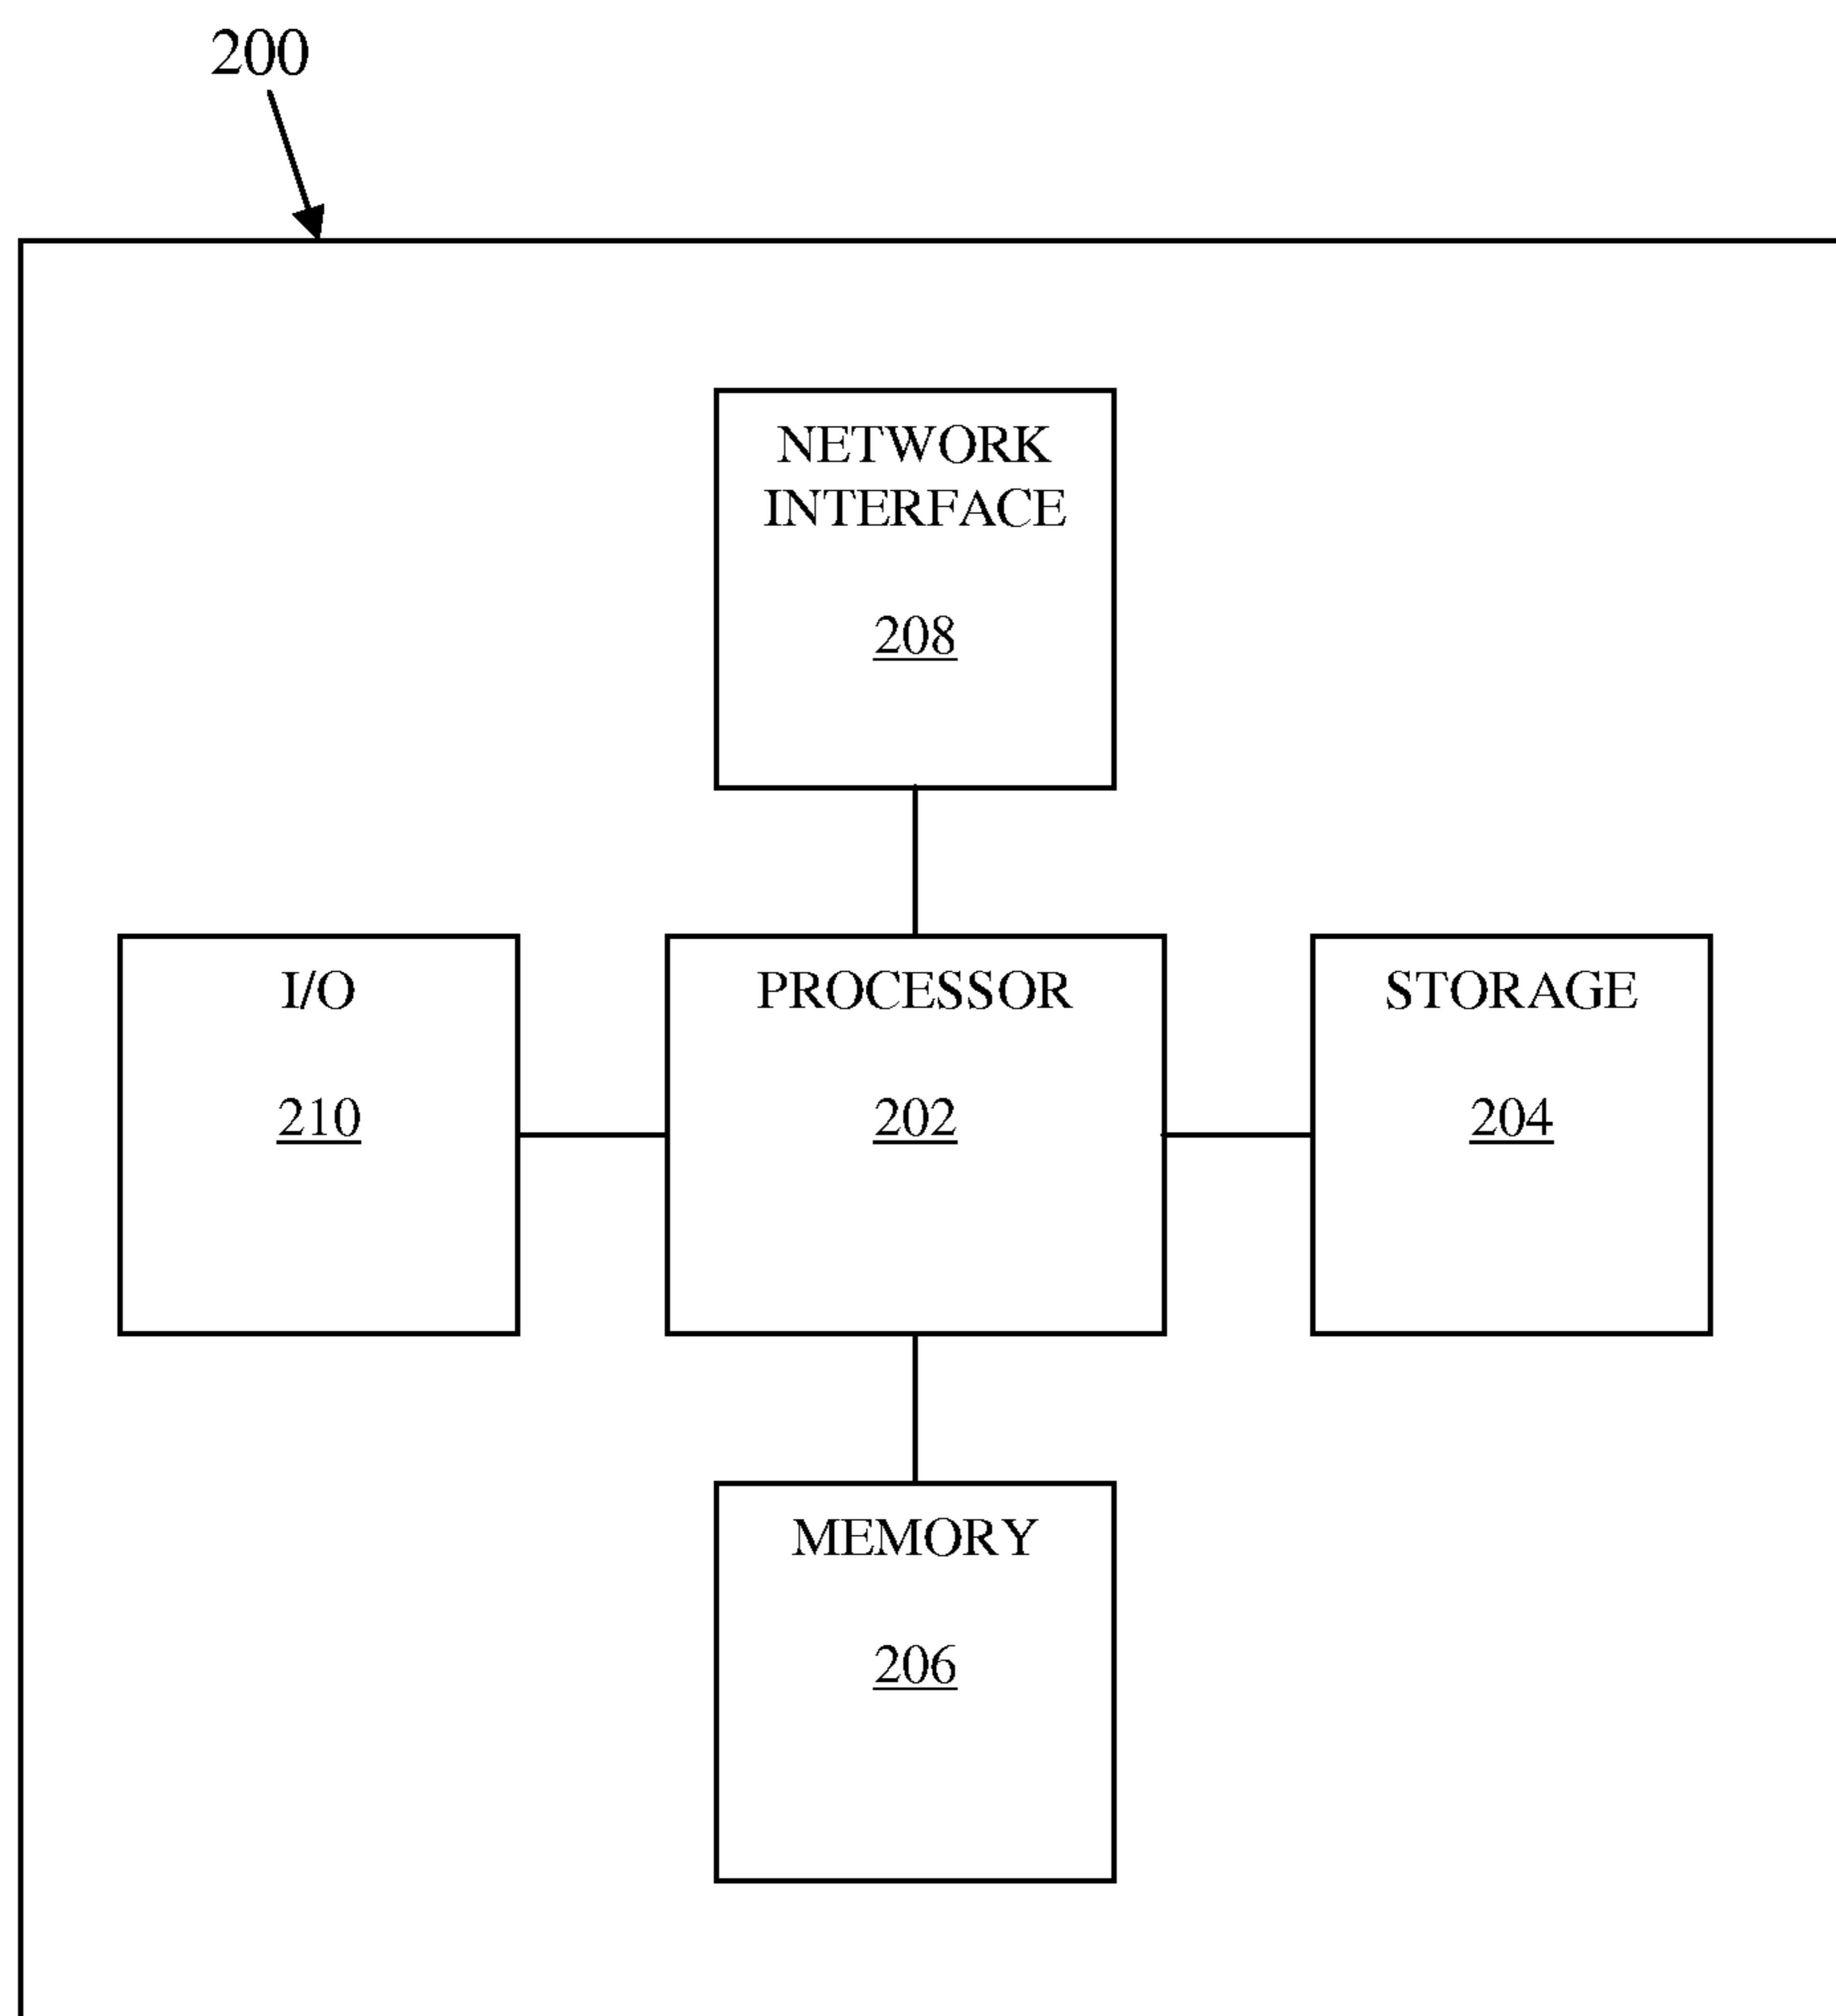 200
NETWORK
INTERFACE
208
I/O
210
PROCESSOR
202
STORAGE
204
MEMORY
206